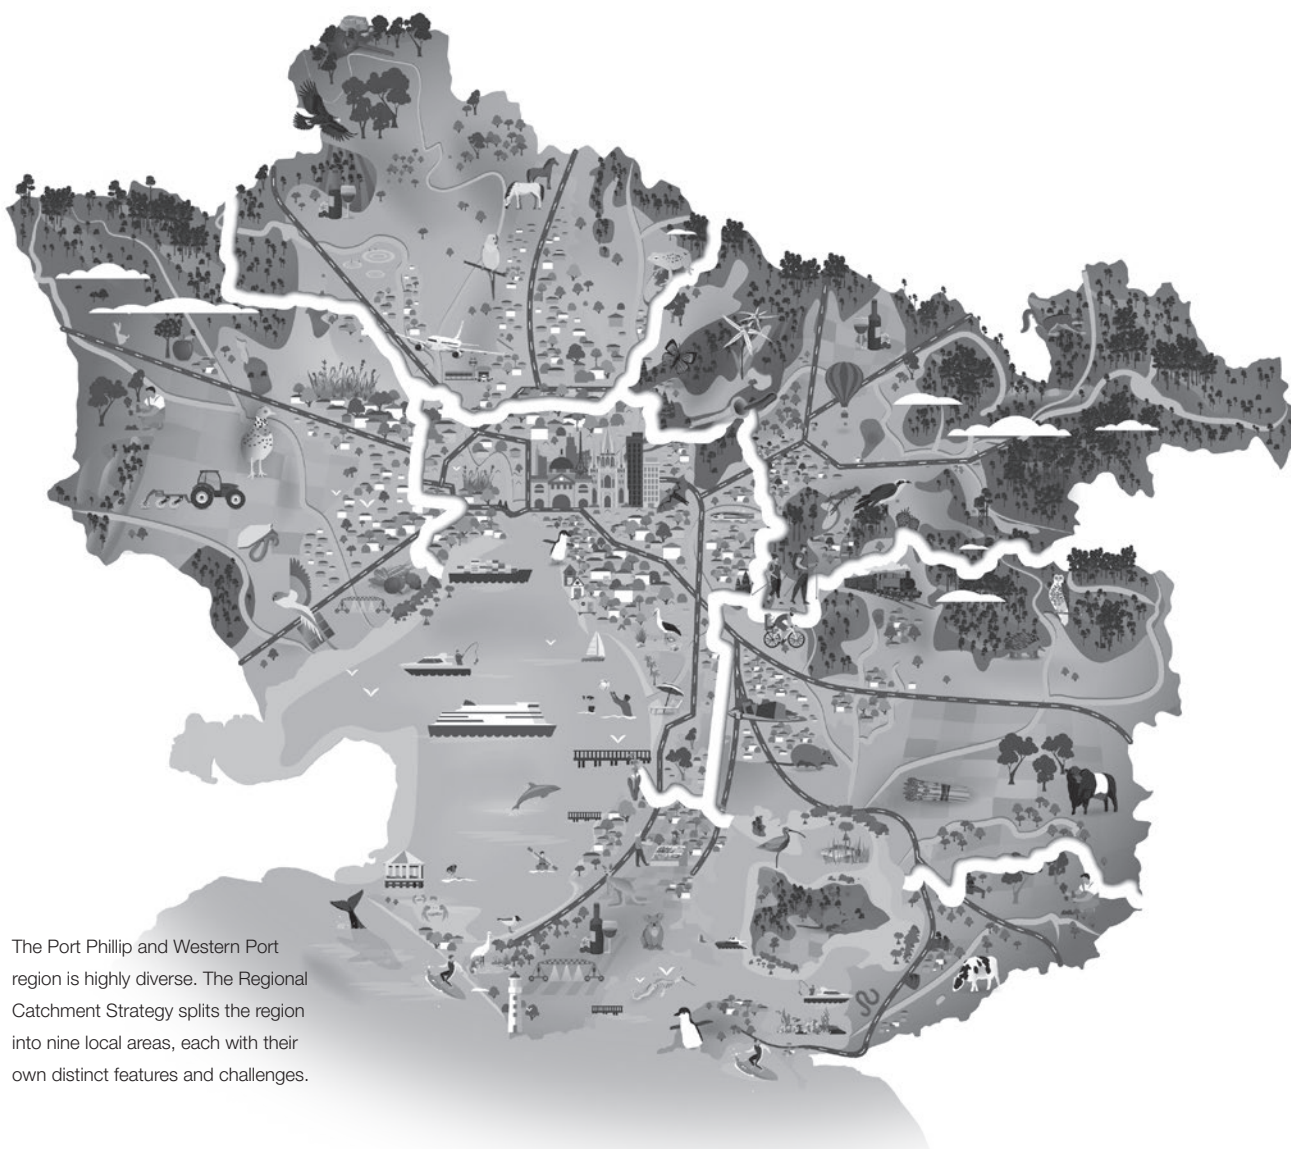 The Port Phillip and Western Port
region is highly diverse. The Regional
Catchment Strategy splits the region
into nine local areas, each with their
own distinct features and challenges.